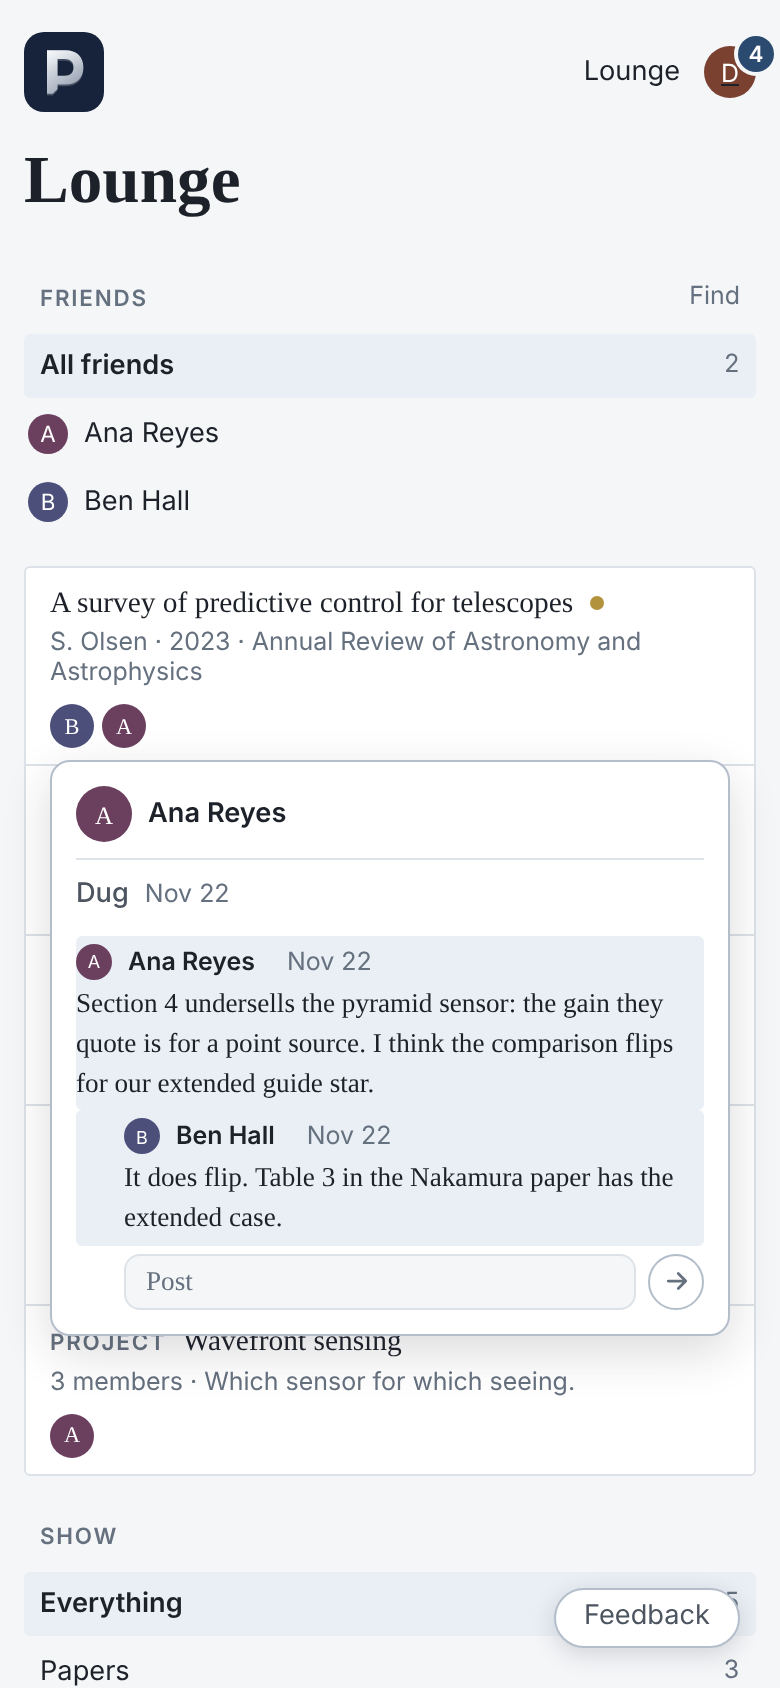 P
Lounge
D
4
Lounge
FRIENDS
Find
All friends
2
A
Ana Reyes
B
Ben Hall
A survey of predictive control for telescopes
S. Olsen · 2023 · Annual Review of Astronomy and
Astrophysics
B
A
A
Ana Reyes
Dug
Nov 22
A
Ana Reyes
Nov 22
Section 4 undersells the pyramid sensor: the gain they
quote is for a point source. I think the comparison flips
for our extended guide star.
B
Ben Hall
Nov 22
It does flip. Table 3 in the Nakamura paper has the
extended case.
Post
PROJECT
Wavefront sensing
3 members · Which sensor for which seeing.
A
SHOW
Everything
Feedback
Papers
3